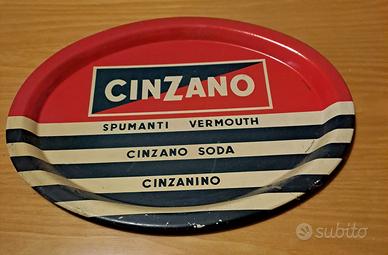 CINZANO
SPUMANTI VERMOUTH
CINZANO SODA
CINZANINO
subito